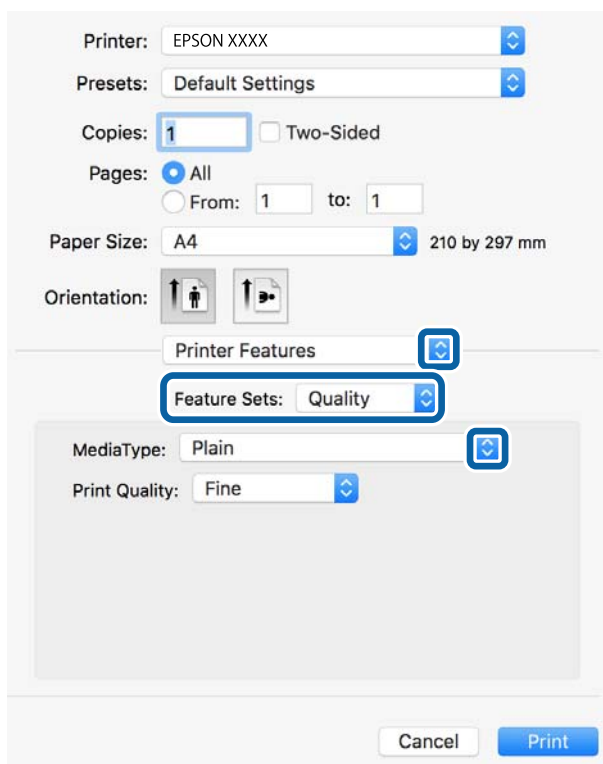 Printer: EPSON XXXX
Presets: Default Settings
Copies: 1 Two-Sided
Pages: All
From: 1 to: 1
Paper Size: A4 210 by 297 mm
Orientation:
Printer Features
Feature Sets: Quality
MediaType: Plain
Print Quality: Fine
Cancel Print